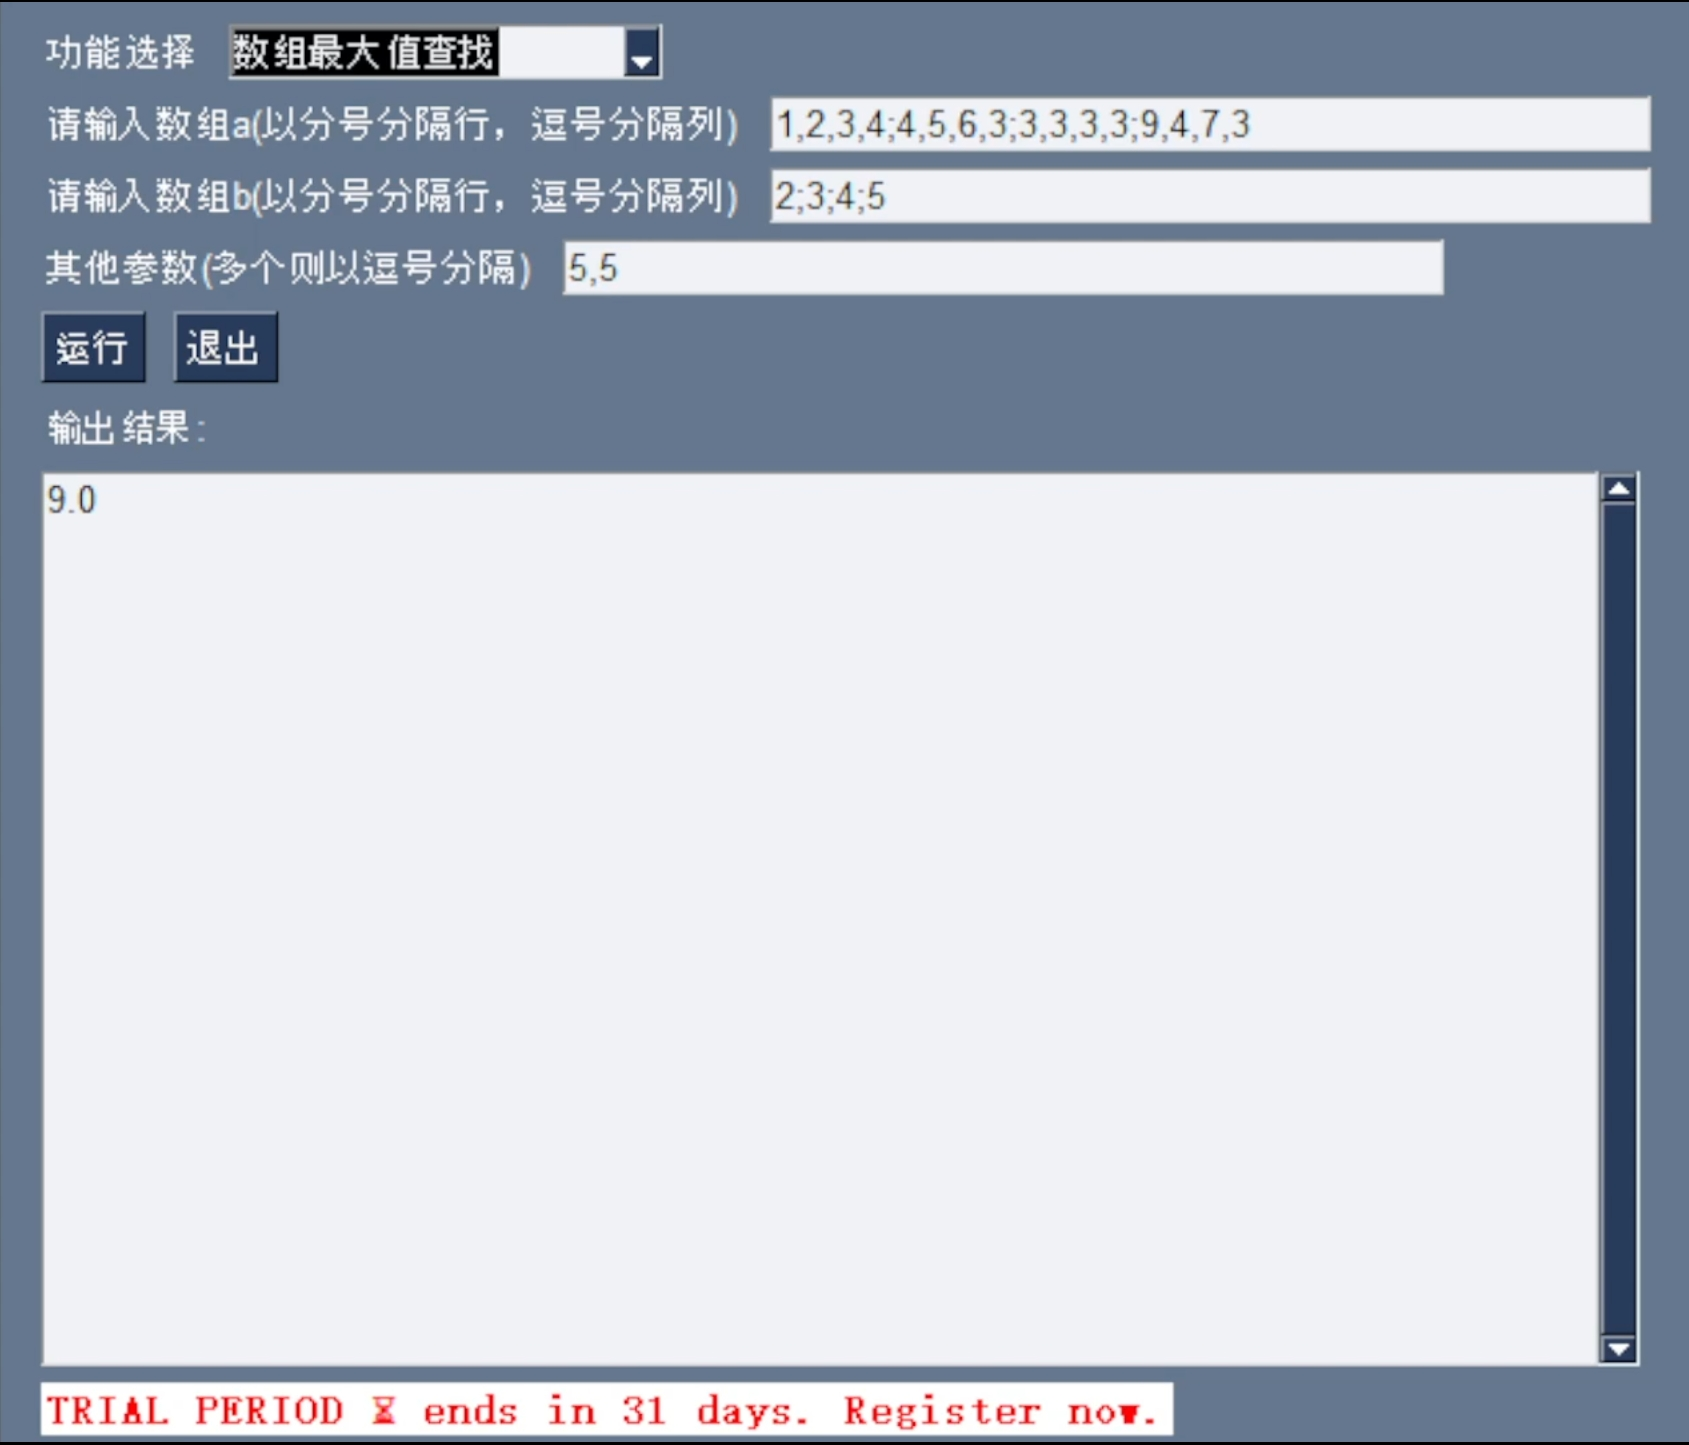 功能选择 数组最大值查找
请输入数组a(以分号分隔行，逗号分隔列) 1,2,3,4;4,5,6,3;3,3,3,3;9,4,7,3
请输入数组b(以分号分隔行，逗号分隔列) 2;3;4;5
其他参数(多个则以逗号分隔) 5,5
运行 退出
输出结果:
9.0
TRIAL PERIOD ⌛ ends in 31 days. Register now.